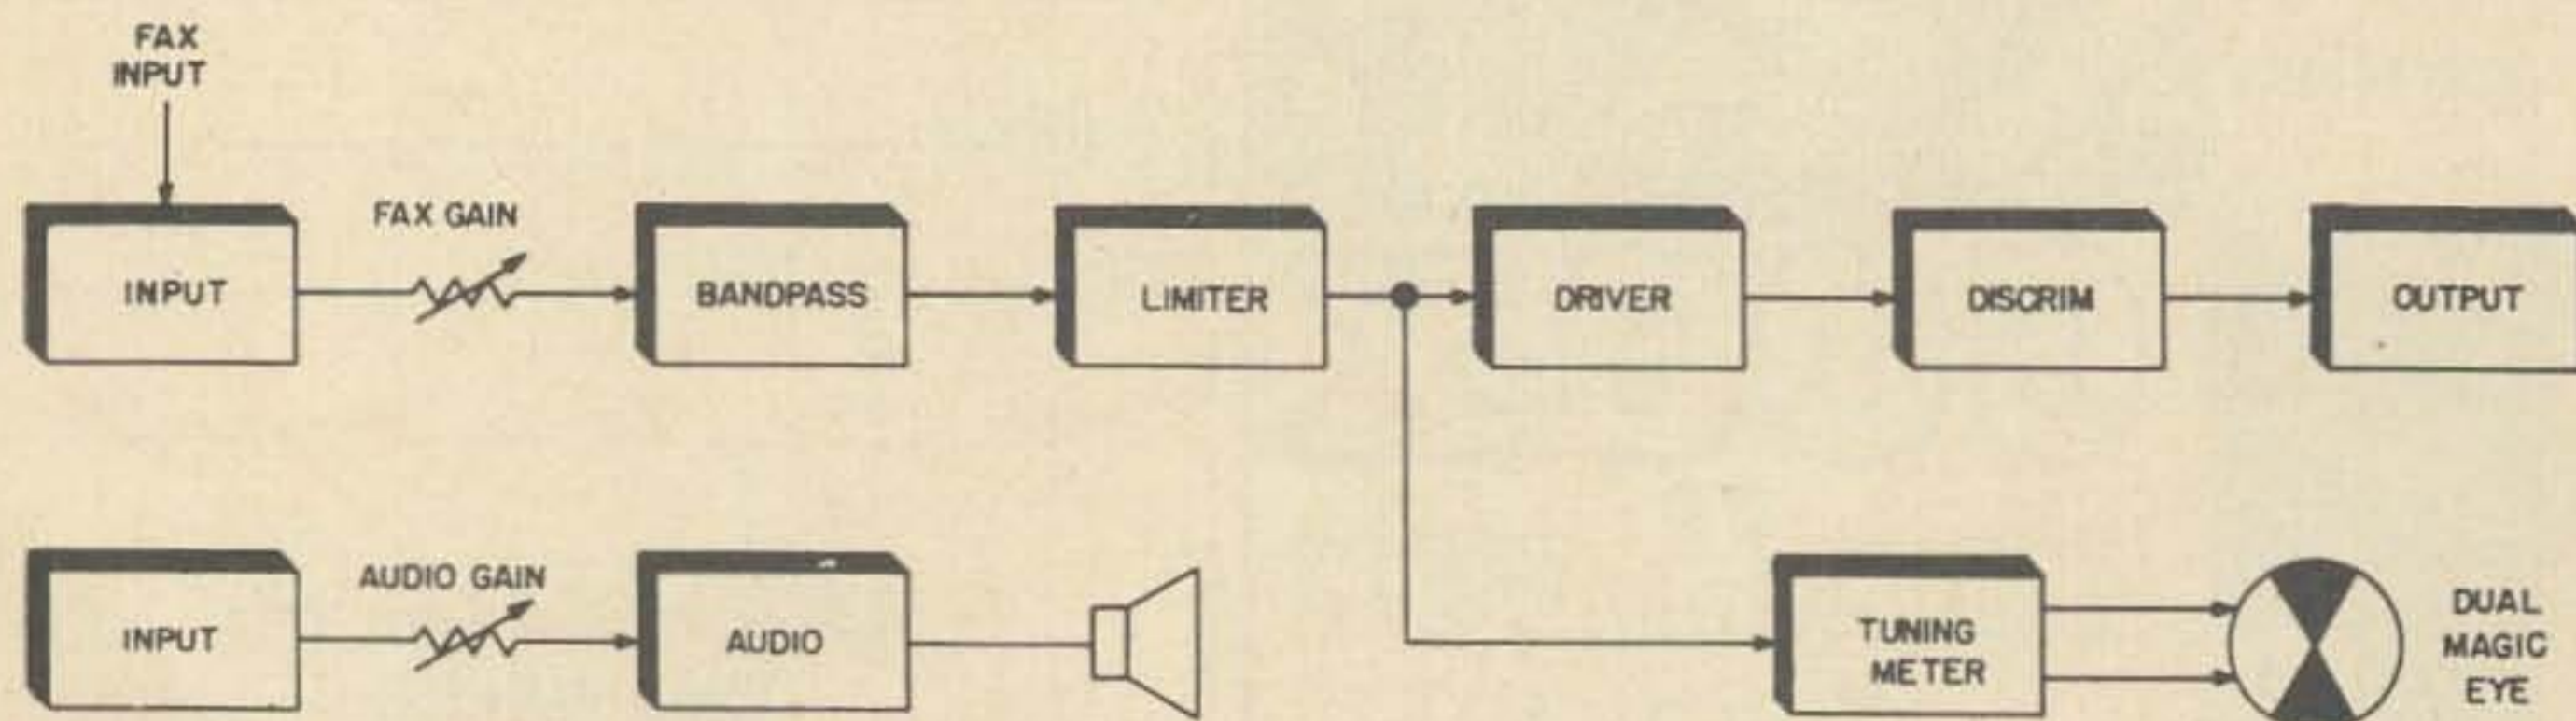 FAX
INPUT
INPUT
FAX GAIN
BANDPASS
LIMITER
DRIVER
DISCRIM
OUTPUT
INPUT
AUDIO GAIN
AUDIO
TUNING
METER
DUAL
MAGIC
EYE